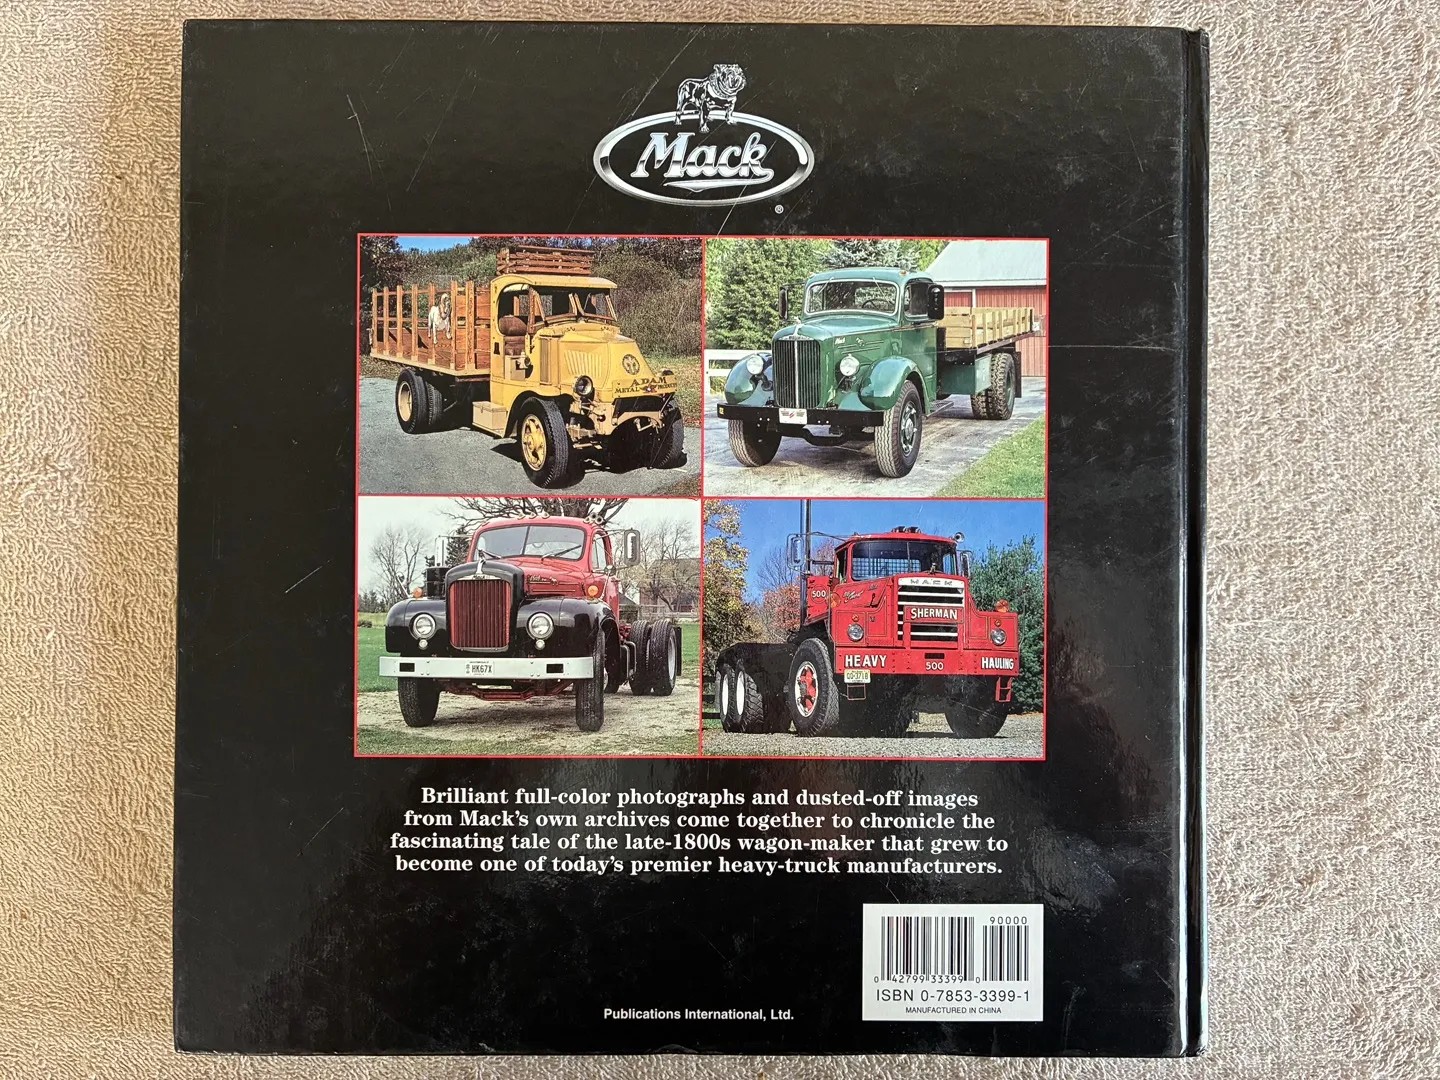 Mack
®
ADAM
METAL PRODUCTS
Mack
HK67X
MACK
500
SHERMAN
HEAVY
500
HAULING
Brilliant full-color photographs and dusted-off images
from Mack's own archives come together to chronicle the
fascinating tale of the late-1800s wagon-maker that grew to
become one of today's premier heavy-truck manufacturers.
90000
0 42799 33399 0
ISBN 0-7853-3399-1
MANUFACTURED IN CHINA
Publications International, Ltd.